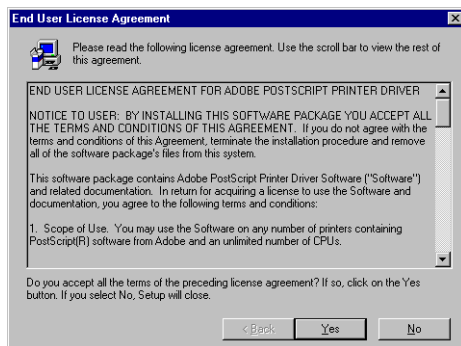 End User License Agreement
Please read the following license agreement. Use the scroll bar to view the rest of
this agreement.
END USER LICENSE AGREEMENT FOR ADOBE POSTSCRIPT PRINTER DRIVER
NOTICE TO USER: BY INSTALLING THIS SOFTWARE PACKAGE YOU ACCEPT ALL
THE TERMS AND CONDITIONS OF THIS AGREEMENT. If you do not agree with the
terms and conditions of this Agreement, terminate the installation procedure and remove
all of the software package's files from this system.
This software package contains Adobe PostScript Printer Driver Software ("Software")
and related documentation. In return for acquiring a license to use the Software and
documentation, you agree to the following terms and conditions:
1. Scope of Use. You may use the Software on any number of printers containing
PostScript(R) software from Adobe and an unlimited number of CPUs.
Do you accept all the terms of the preceding license agreement? If so, click on the Yes
button. If you select No, Setup will close.
< Back Yes No